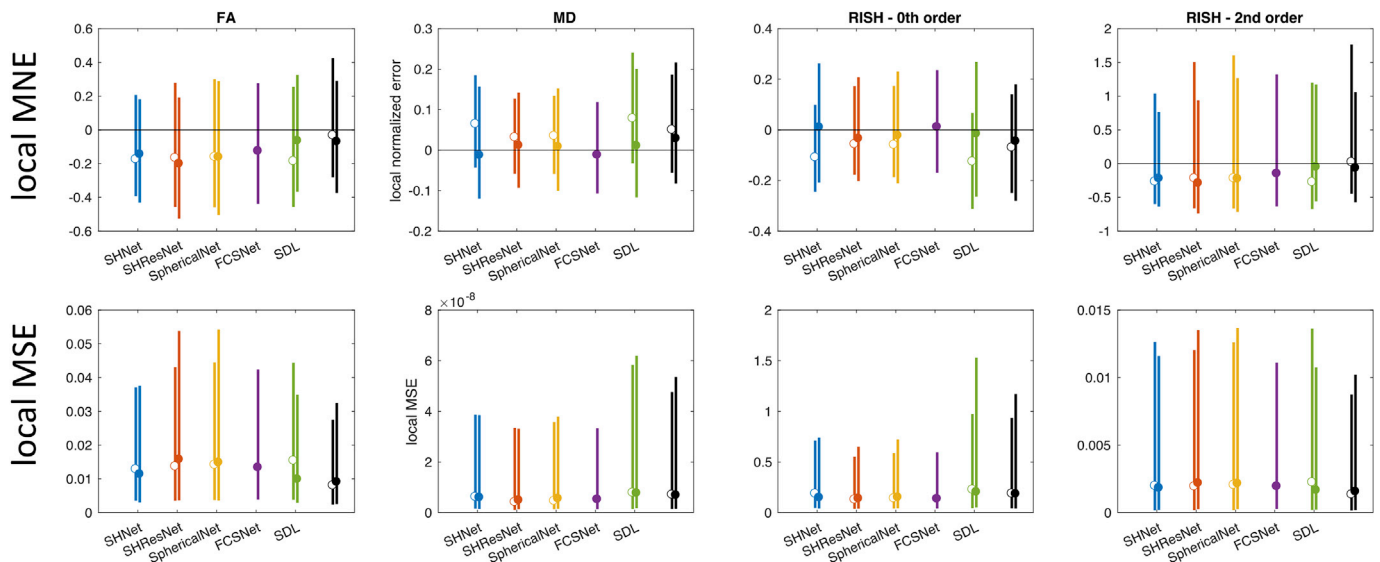 FA
MD
RISH - 0th order
RISH - 2nd order
local MNE
0.6
0.4
0.2
0
-0.2
-0.4
-0.6
SHNet
SHResNet
SphericalNet
FCSNet
SDL
local normalized error
0.3
0.2
0.1
0
-0.1
-0.2
SHNet
SHResNet
SphericalNet
FCSNet
SDL
0.4
0.2
0
-0.2
-0.4
SHNet
SHResNet
SphericalNet
FCSNet
SDL
2
1.5
1
0.5
0
-0.5
-1
SHNet
SHResNet
SphericalNet
FCSNet
SDL
local MSE
0.06
0.05
0.04
0.03
0.02
0.01
0
SHNet
SHResNet
SphericalNet
FCSNet
SDL
×10-8
local MSE
8
6
4
2
0
SHNet
SHResNet
SphericalNet
FCSNet
SDL
2
1.5
1
0.5
0
SHNet
SHResNet
SphericalNet
FCSNet
SDL
0.015
0.01
0.005
0
SHNet
SHResNet
SphericalNet
FCSNet
SDL